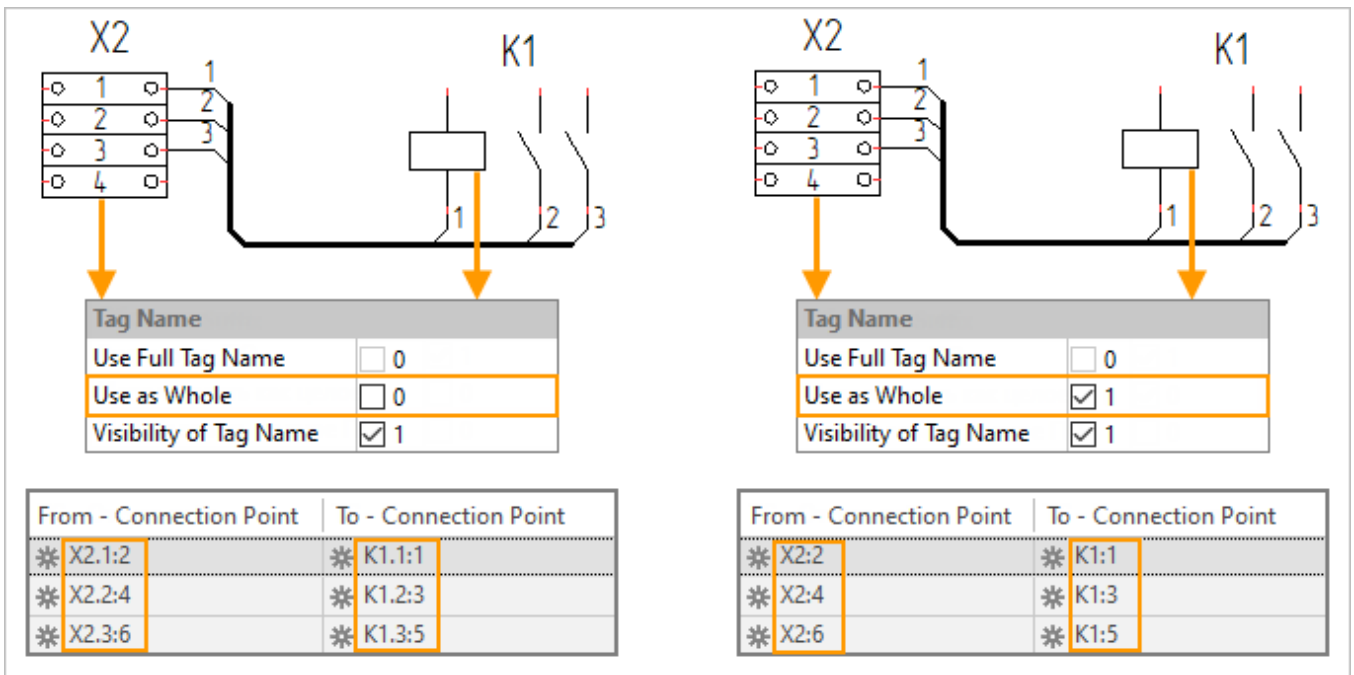 X2
K1
1
1
2
2
3
3
4
1
2
3
Tag Name
Use Full Tag Name 0
Use as Whole 0
Visibility of Tag Name 1
From - Connection Point To - Connection Point
X2.1:2 K1.1:1
X2.2:4 K1.2:3
X2.3:6 K1.3:5
X2
K1
1
1
2
2
3
3
4
1
2
3
Tag Name
Use Full Tag Name 0
Use as Whole 1
Visibility of Tag Name 1
From - Connection Point To - Connection Point
X2:2 K1:1
X2:4 K1:3
X2:6 K1:5